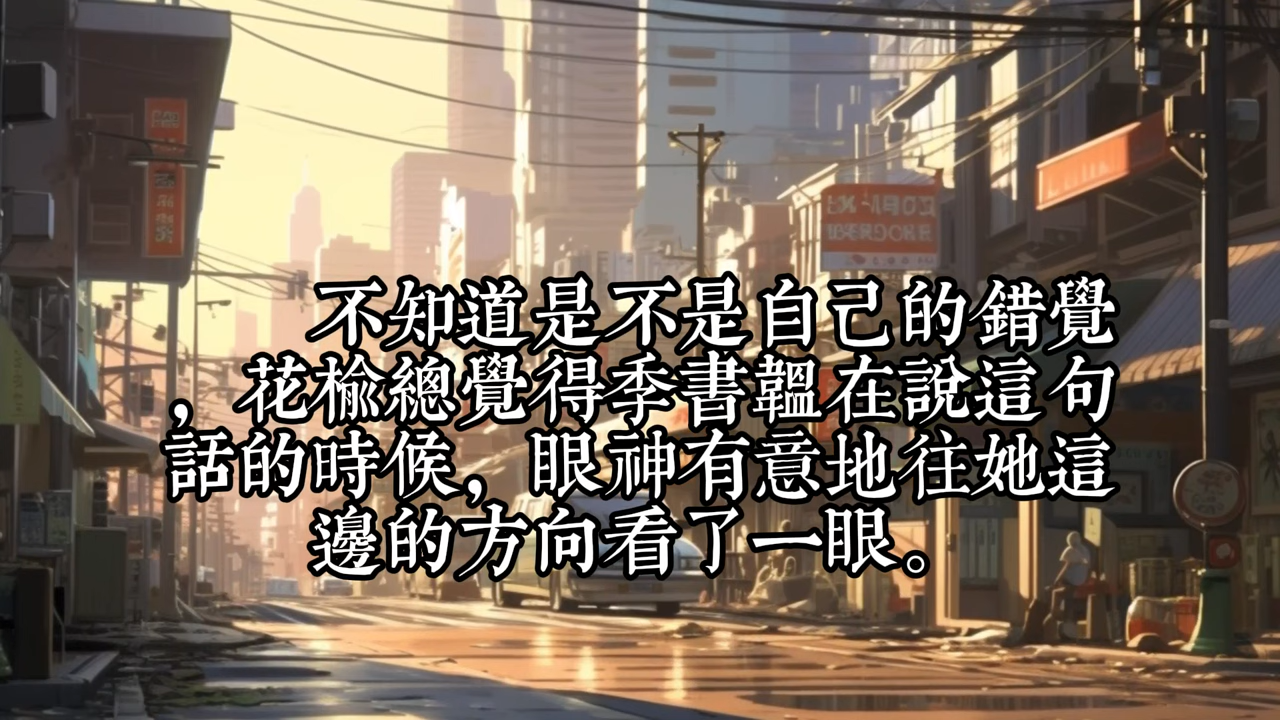 不知道是不是自己的錯覺
，花檢總覺得季書韞在說這句
話的時候，眼神有意地往她這
邊的方向看了一眼。